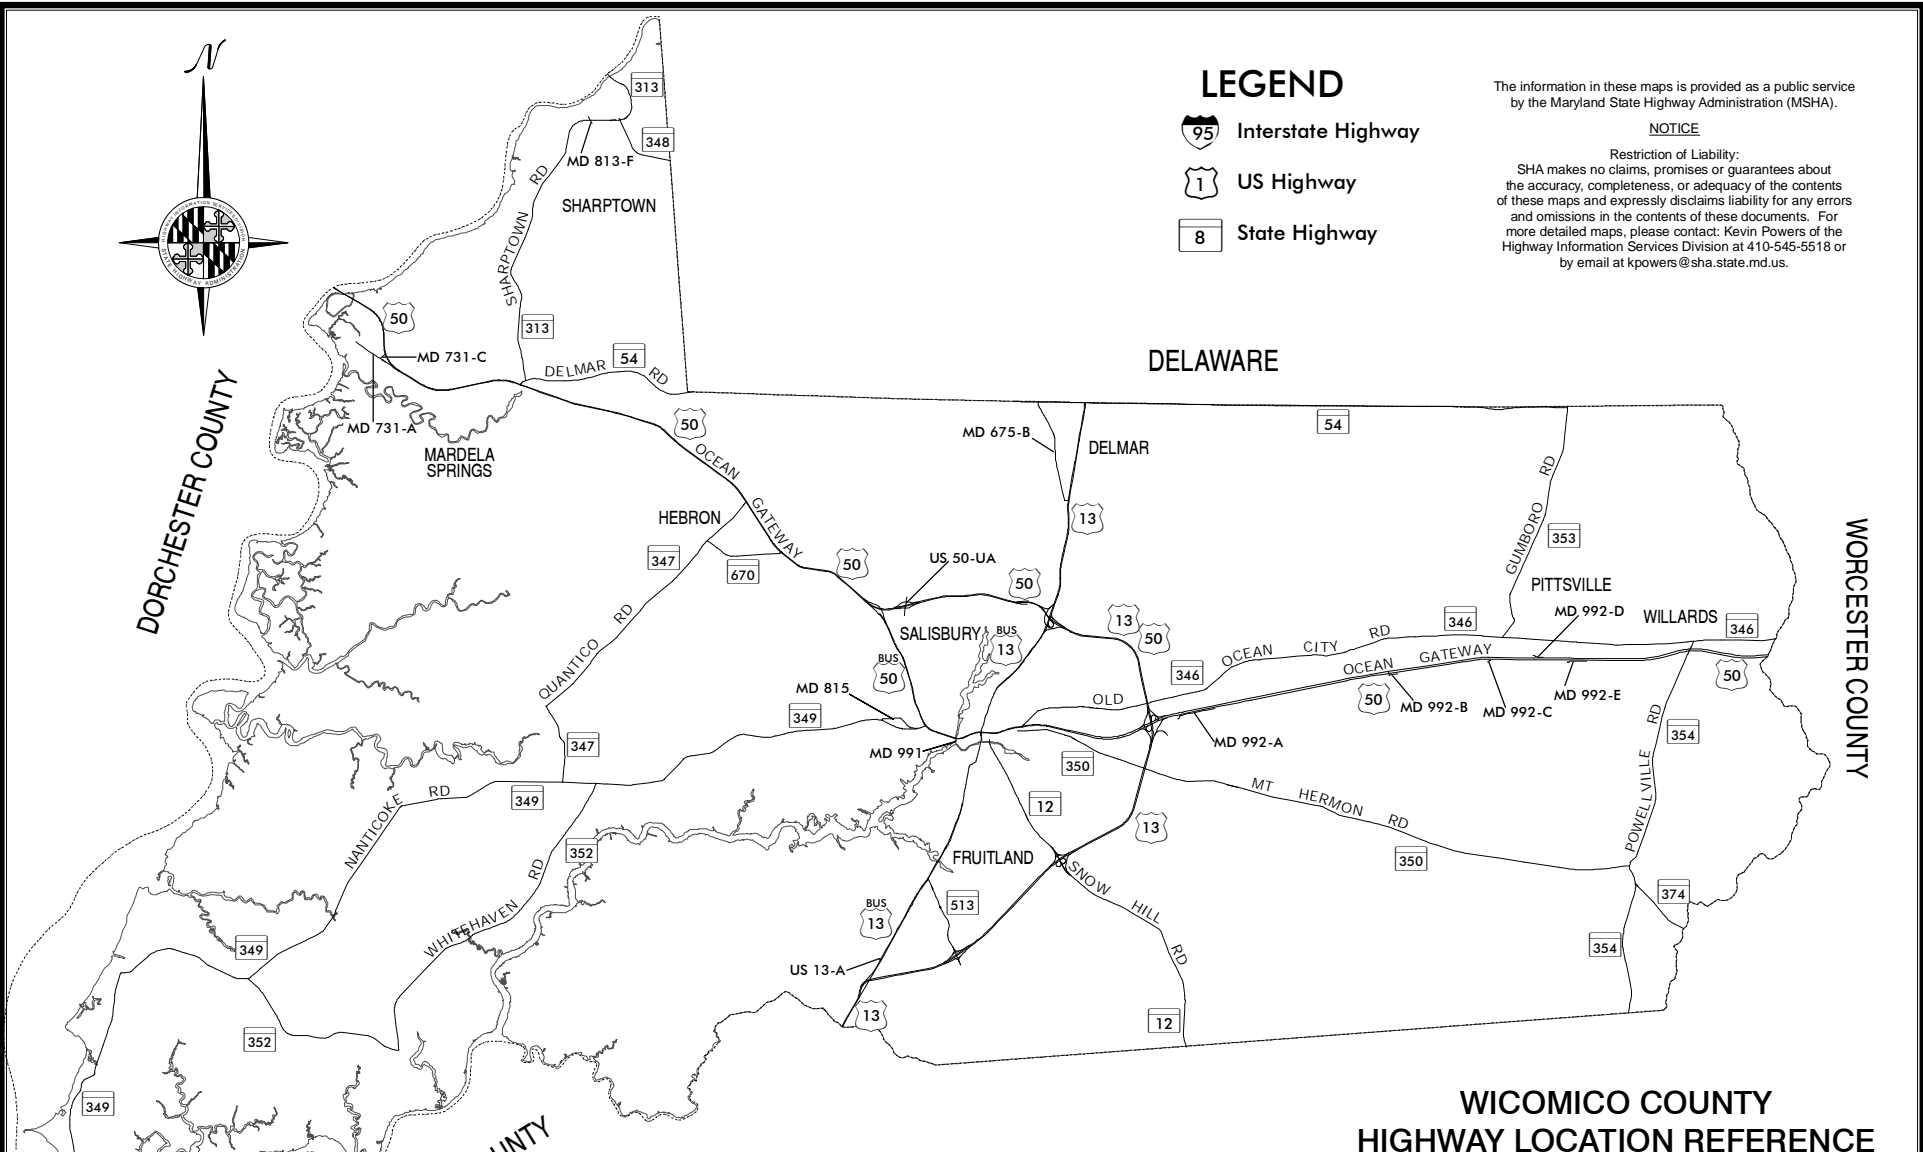 N
LEGEND
95 Interstate Highway
1 US Highway
8 State Highway
The information in these maps is provided as a public service
by the Maryland State Highway Administration (MSHA).
NOTICE
Restriction of Liability:
SHA makes no claims, promises or guarantees about
the accuracy, completeness, or adequacy of the contents
of these maps and expressly disclaims liability for any errors
and omissions in the contents of these documents. For
more detailed maps, please contact: Kevin Powers of the
Highway Information Services Division at 410-545-5518 or
by email at kpowers@sha.state.md.us.
HIGHWAY INFORMATION SERVICES DIVISION
STATE HIGHWAY ADMINISTRATION
313
348
MD 813-F
SHARPTOWN RD
SHARPTOWN
50
313
MD 731-C
54
DELMAR RD
DELAWARE
DORCHESTER COUNTY
MD 731-A
MARDELA
SPRINGS
50
OCEAN GATEWAY
MD 675-B
DELMAR
54
GUMBORO RD
HEBRON
13
353
347
670
50
US 50-UA
50
PITTSVILLE
WORCESTER COUNTY
QUANTICO RD
SALISBURY
BUS
13
13
50
346
MD 992-D
WILLARDS
346
OCEAN CITY RD
OCEAN GATEWAY
BUS
50
346
50
MD 815
349
OLD
50
MD 992-B
MD 992-C
MD 992-E
POWELLVILLE RD
354
347
MD 991
MD 992-A
350
NANTICOKE RD
349
12
MT HERMON RD
13
352
FRUITLAND
350
WHITEHAVEN RD
SNOW HILL RD
374
BUS
13
513
349
354
US 13-A
13
12
352
349
UNTY
WICOMICO COUNTY
HIGHWAY LOCATION REFERENCE